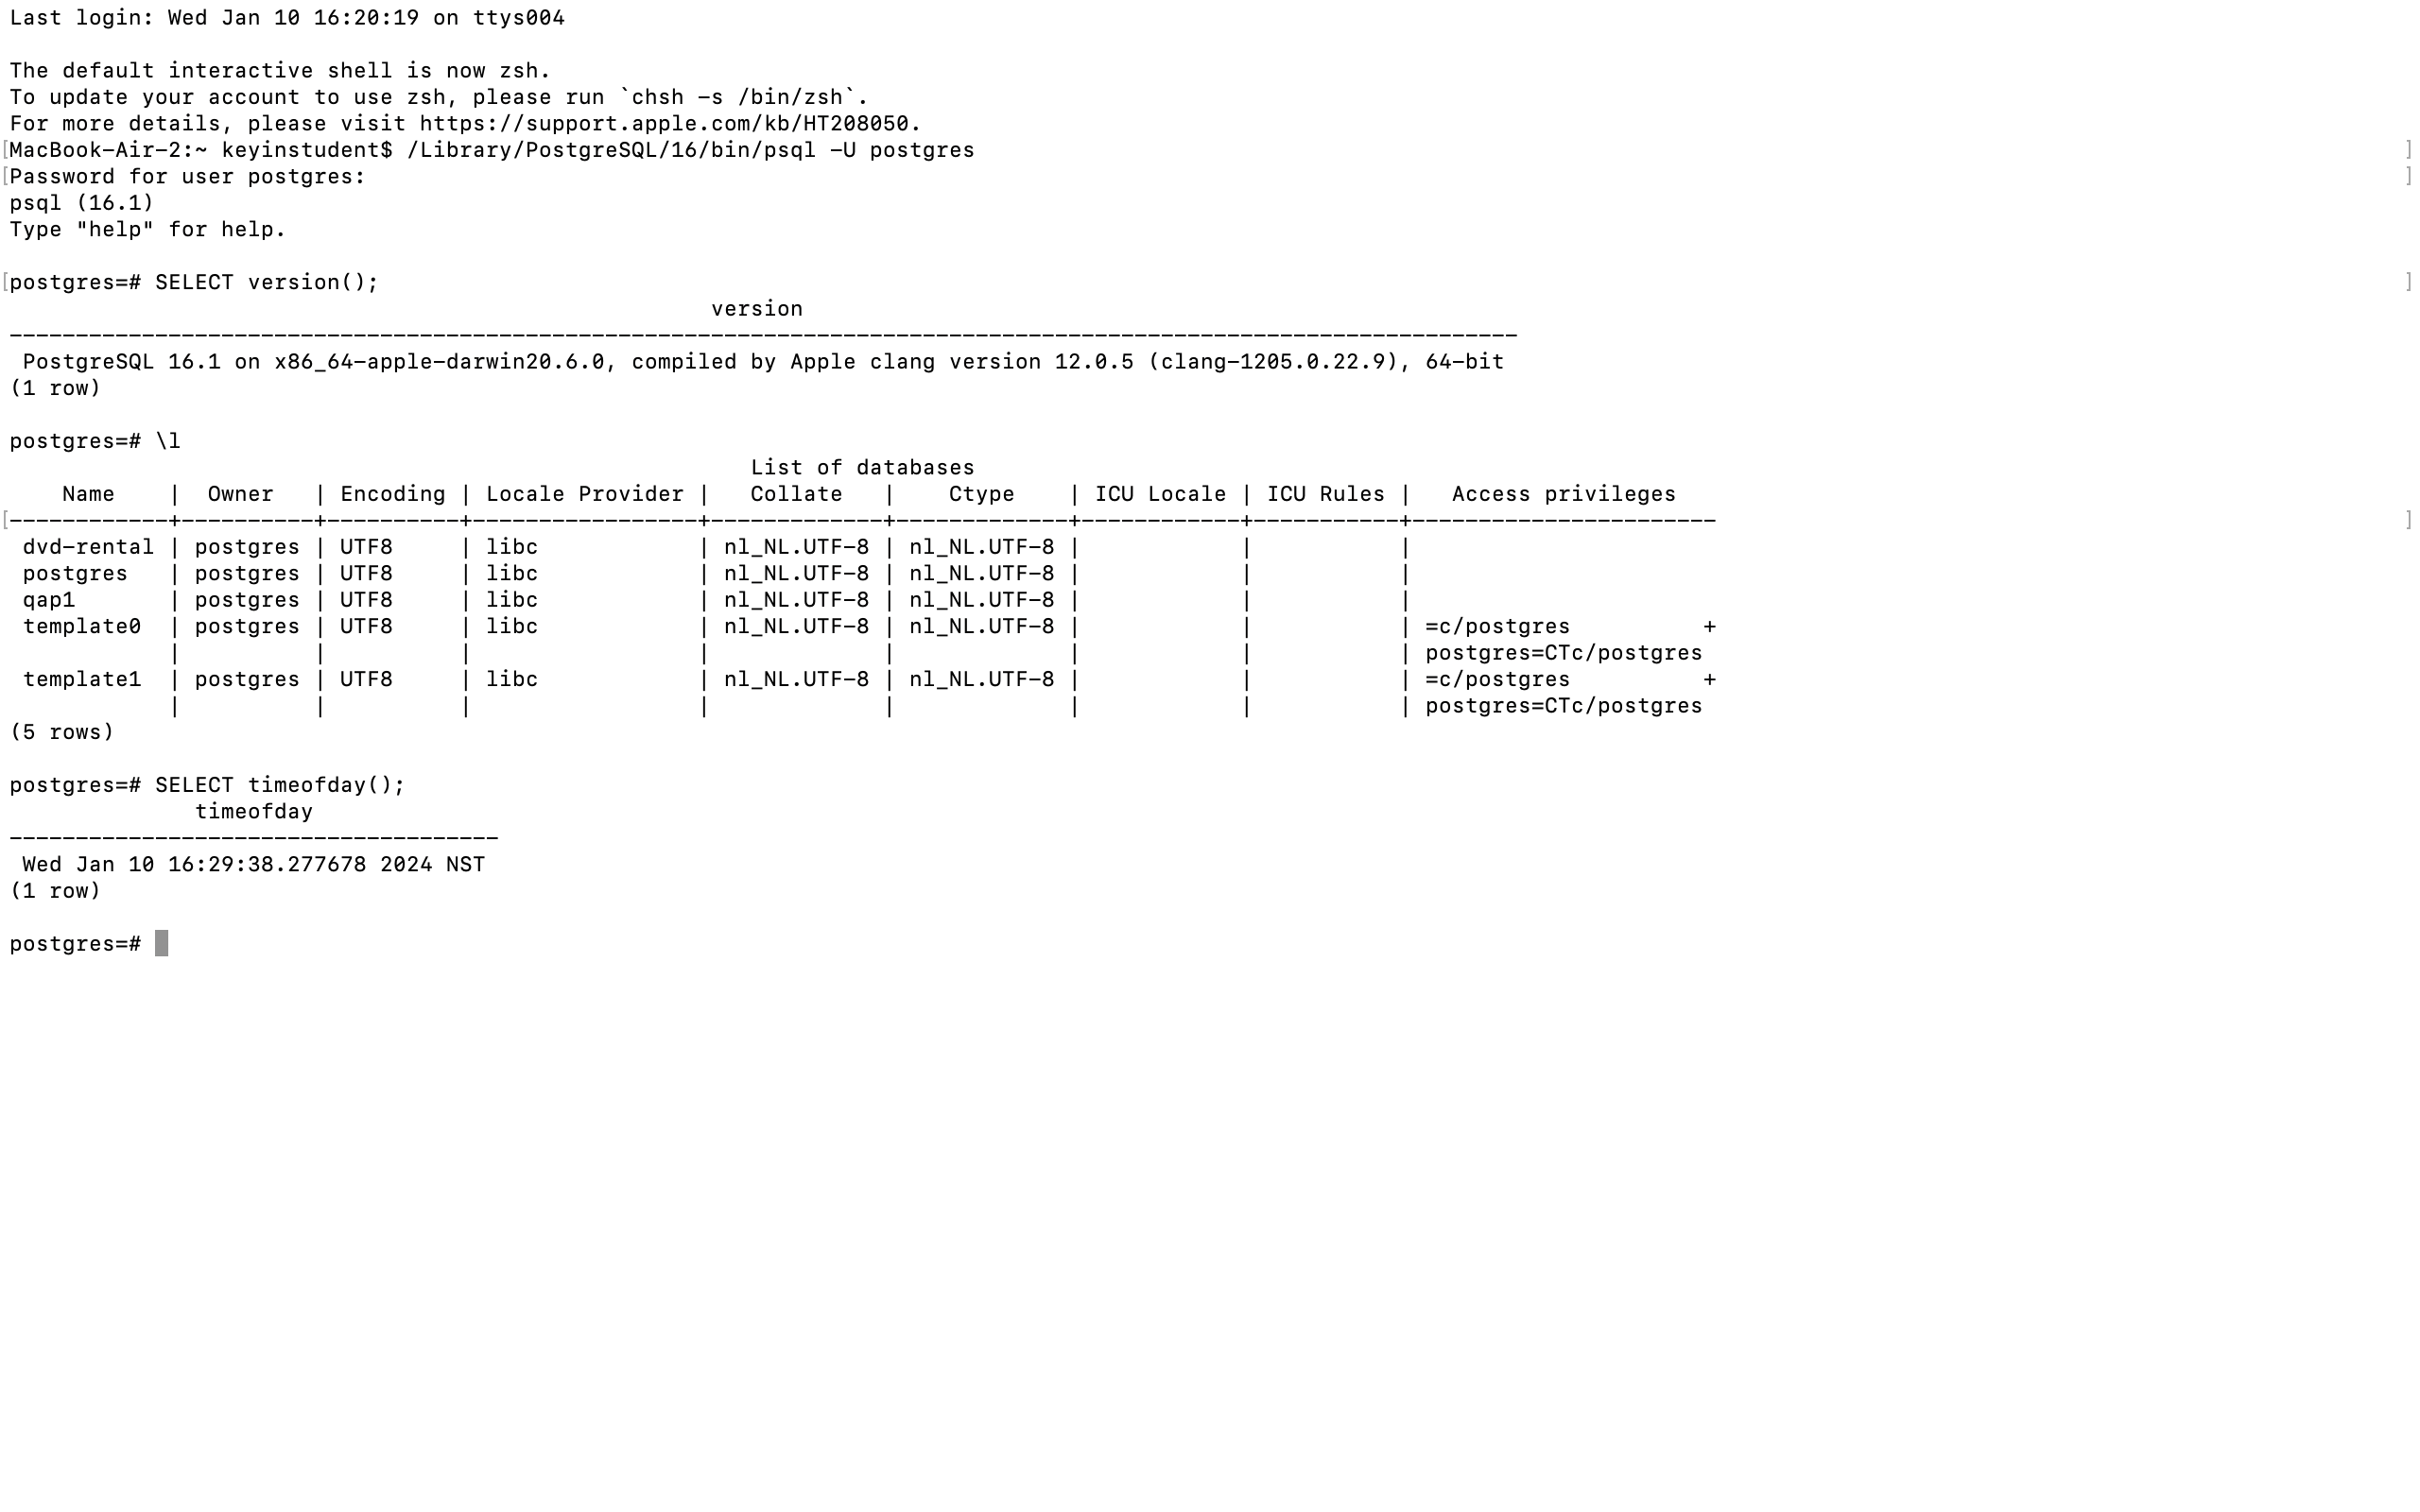 Last login: Wed Jan 10 16:20:19 on ttys004

The default interactive shell is now zsh.
To update your account to use zsh, please run `chsh -s /bin/zsh`.
For more details, please visit https://support.apple.com/kb/HT208050.
[MacBook-Air-2:~ keyinstudent$ /Library/PostgreSQL/16/bin/psql -U postgres ]
[Password for user postgres: ]
psql (16.1)
Type "help" for help.

[postgres=# SELECT version(); ]
                                                     version
------------------------------------------------------------------------------------------------------------------
 PostgreSQL 16.1 on x86_64-apple-darwin20.6.0, compiled by Apple clang version 12.0.5 (clang-1205.0.22.9), 64-bit
(1 row)

postgres=# \l
                                                        List of databases
    Name    |  Owner   | Encoding | Locale Provider |   Collate   |    Ctype    | ICU Locale | ICU Rules |   Access privileges
[------------+----------+----------+-----------------+-------------+-------------+------------+-----------+----------------------- ]
 dvd-rental | postgres | UTF8     | libc            | nl_NL.UTF-8 | nl_NL.UTF-8 |            |           |
 postgres   | postgres | UTF8     | libc            | nl_NL.UTF-8 | nl_NL.UTF-8 |            |           |
 qap1       | postgres | UTF8     | libc            | nl_NL.UTF-8 | nl_NL.UTF-8 |            |           |
 template0  | postgres | UTF8     | libc            | nl_NL.UTF-8 | nl_NL.UTF-8 |            |           | =c/postgres          +
            |          |          |                 |             |             |            |           | postgres=CTc/postgres
 template1  | postgres | UTF8     | libc            | nl_NL.UTF-8 | nl_NL.UTF-8 |            |           | =c/postgres          +
            |          |          |                 |             |             |            |           | postgres=CTc/postgres
(5 rows)

postgres=# SELECT timeofday();
              timeofday
-------------------------------------
 Wed Jan 10 16:29:38.277678 2024 NST
(1 row)

postgres=#